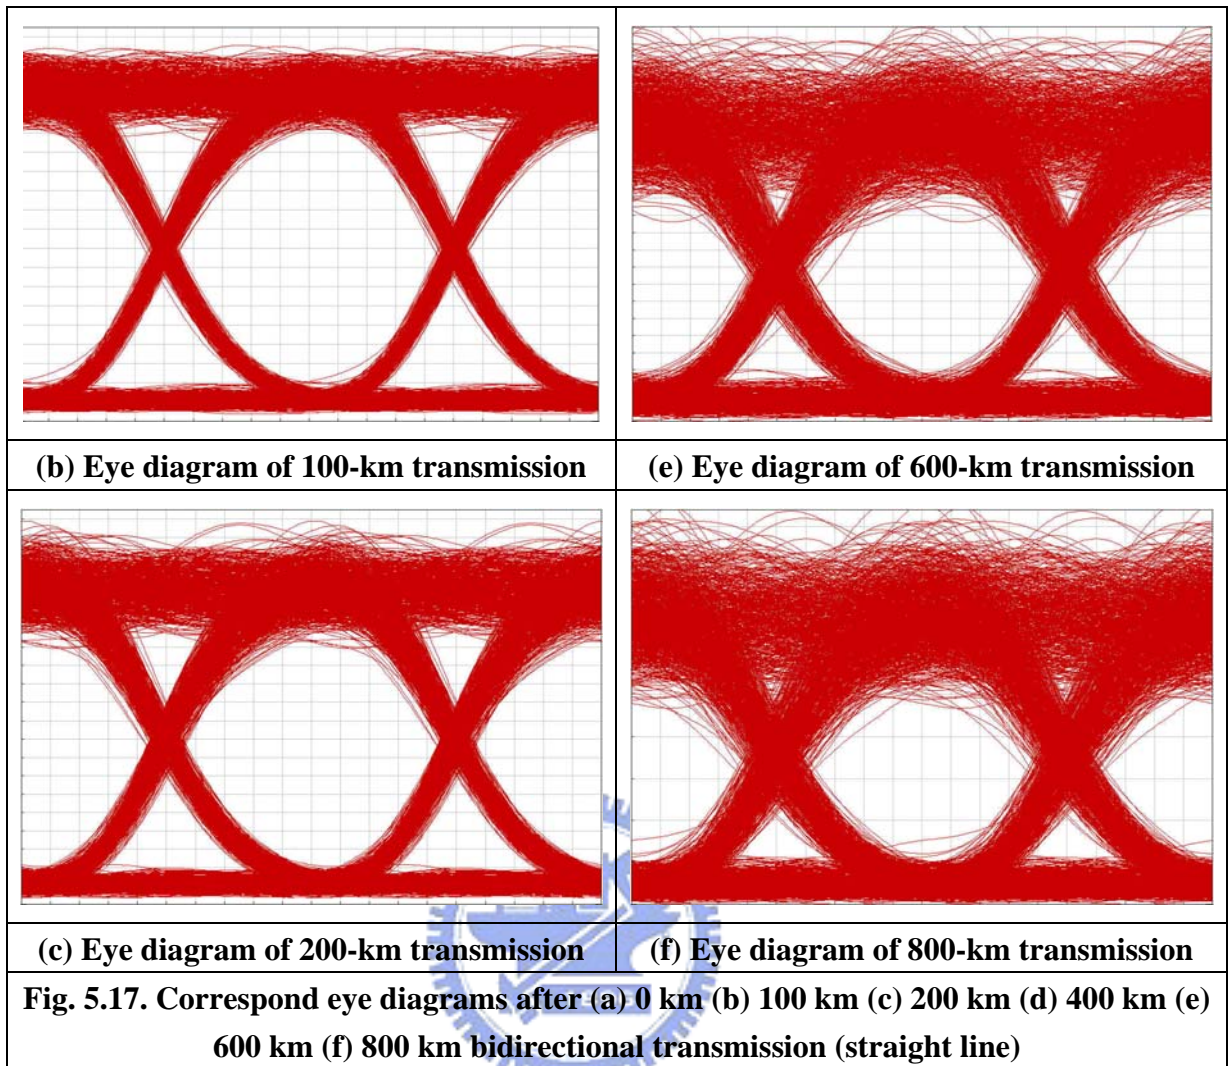 (b) Eye diagram of 100-km transmission
(e) Eye diagram of 600-km transmission
(c) Eye diagram of 200-km transmission
(f) Eye diagram of 800-km transmission
Fig. 5.17. Correspond eye diagrams after (a) 0 km (b) 100 km (c) 200 km (d) 400 km (e)
600 km (f) 800 km bidirectional transmission (straight line)